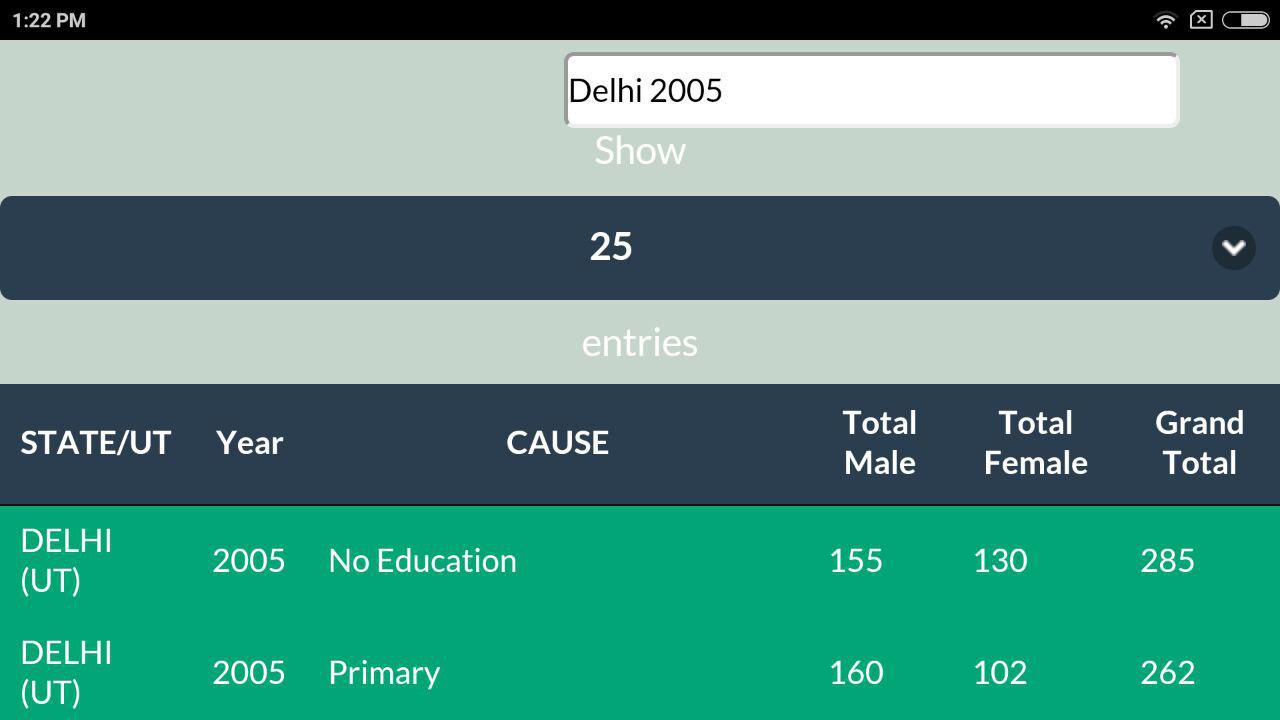 1:22 PM
Delhi 2005
Show
25
entries
STATE/UT Year CAUSE Total Male Total Female Grand Total
DELHI (UT) 2005 No Education 155 130 285
DELHI (UT) 2005 Primary 160 102 262